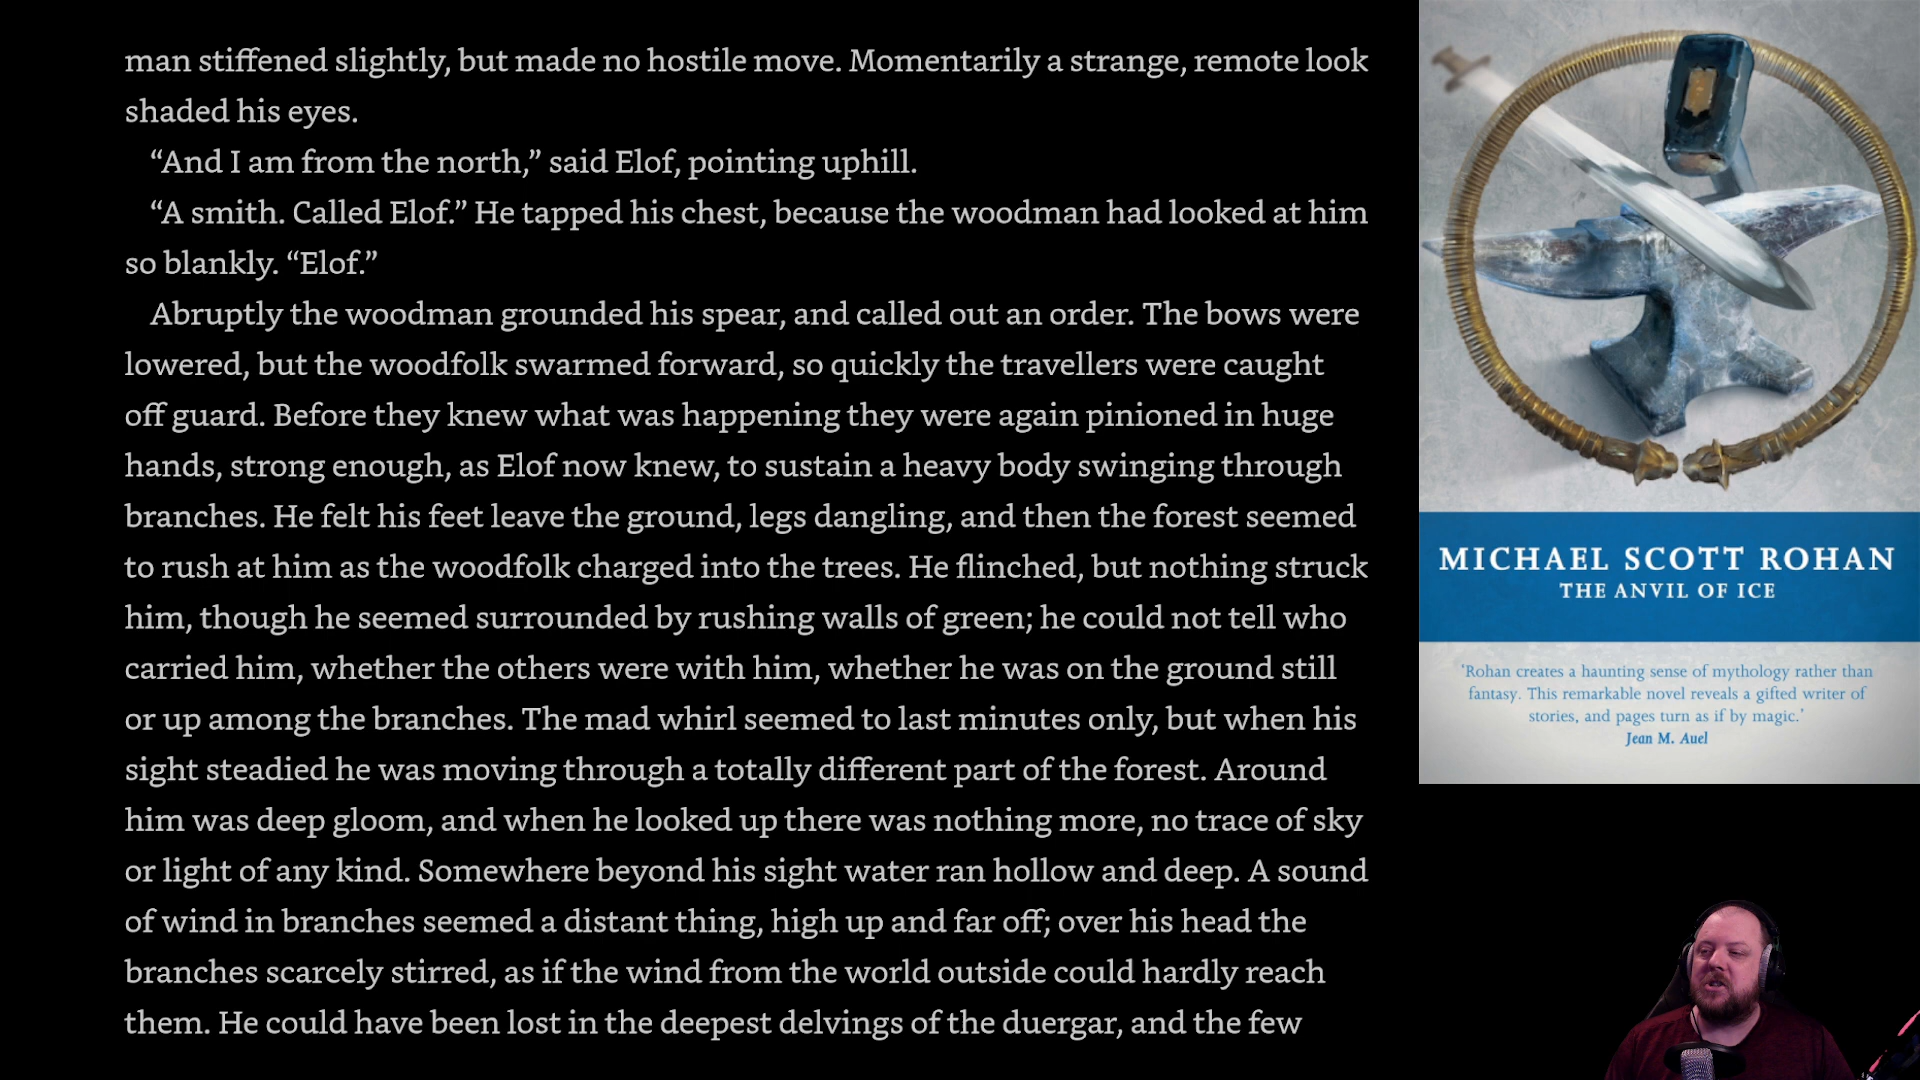 man stiffened slightly, but made no hostile move. Momentarily a strange, remote look
shaded his eyes.
“And I am from the north,” said Elof, pointing uphill.
“A smith. Called Elof.” He tapped his chest, because the woodman had looked at him
so blankly. “Elof.”
Abruptly the woodman grounded his spear, and called out an order. The bows were
lowered, but the woodfolk swarmed forward, so quickly the travellers were caught
off guard. Before they knew what was happening they were again pinioned in huge
hands, strong enough, as Elof now knew, to sustain a heavy body swinging through
branches. He felt his feet leave the ground, legs dangling, and then the forest seemed
to rush at him as the woodfolk charged into the trees. He flinched, but nothing struck
him, though he seemed surrounded by rushing walls of green; he could not tell who
carried him, whether the others were with him, whether he was on the ground still
or up among the branches. The mad whirl seemed to last minutes only, but when his
sight steadied he was moving through a totally different part of the forest. Around
him was deep gloom, and when he looked up there was nothing more, no trace of sky
or light of any kind. Somewhere beyond his sight water ran hollow and deep. A sound
of wind in branches seemed a distant thing, high up and far off; over his head the
branches scarcely stirred, as if the wind from the world outside could hardly reach
them. He could have been lost in the deepest delvings of the duergar, and the few
MICHAEL SCOTT ROHAN
THE ANVIL OF ICE
‘Rohan creates a haunting sense of mythology rather than
fantasy. This remarkable novel reveals a gifted writer of
stories, and pages turn as if by magic.’
Jean M. Auel